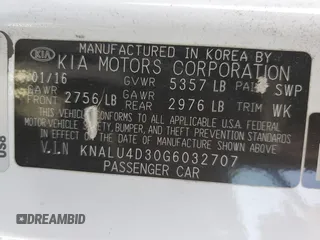 MANUFACTURED IN KOREA BY
KIA KIA MOTORS CORPORATION
01/16 GVWR 5357 LB PAINT SWP
GAWR GAWR
FRONT 2756 LB REAR 2976 LB TRIM WK
THIS VEHICLE CONFORMS TO ALL APPLICABLE FEDERAL
MOTOR VEHICLE SAFETY, BUMPER, AND THEFT
PREVENTION STANDARDS IN EFFECT ON THE DATE OF
MANUFACTURE SHOWN ABOVE.
V.I.N KNALU4D30G6032707
PASSENGER CAR